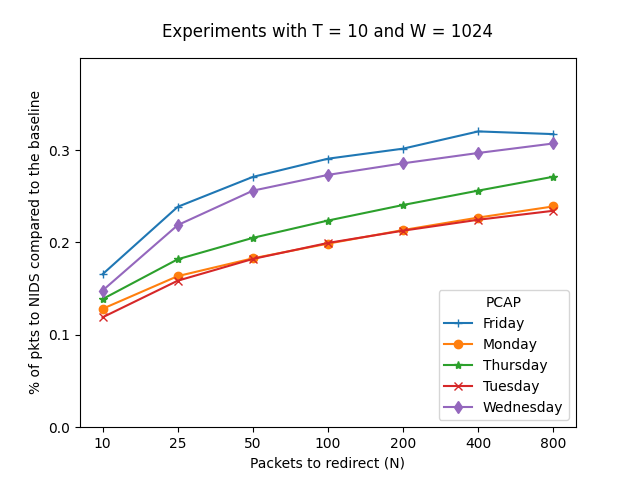 Experiments with T = 10 and W = 1024
% of pkts to NIDS compared to the baseline
0.3
0.2
0.1
0.0
10 25 50 100 200 400 800
Packets to redirect (N)
PCAP
Friday
Monday
Thursday
Tuesday
Wednesday